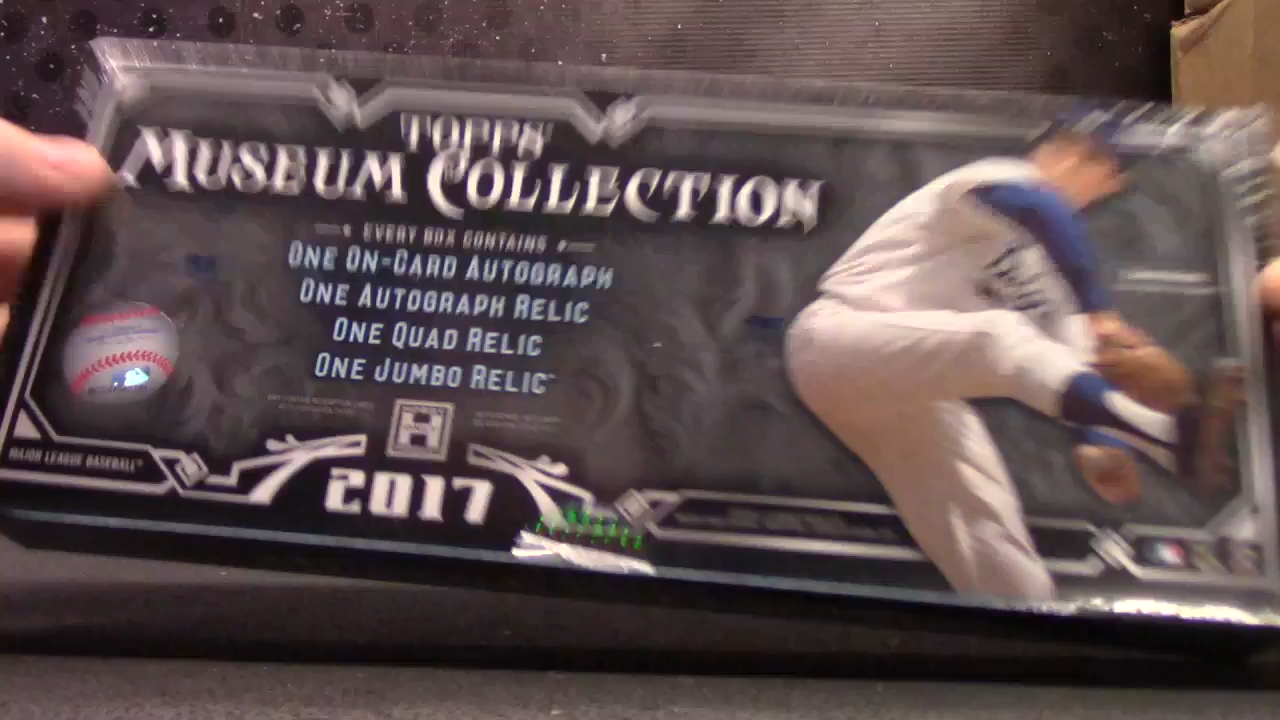 TOPPS
MUSEUM COLLECTION
EVERY BOX CONTAINS
ONE ON-CARD AUTOGRAPH
ONE AUTOGRAPH RELIC
ONE QUAD RELIC
ONE JUMBO RELIC
MAJOR LEAGUE BASEBALL
2017